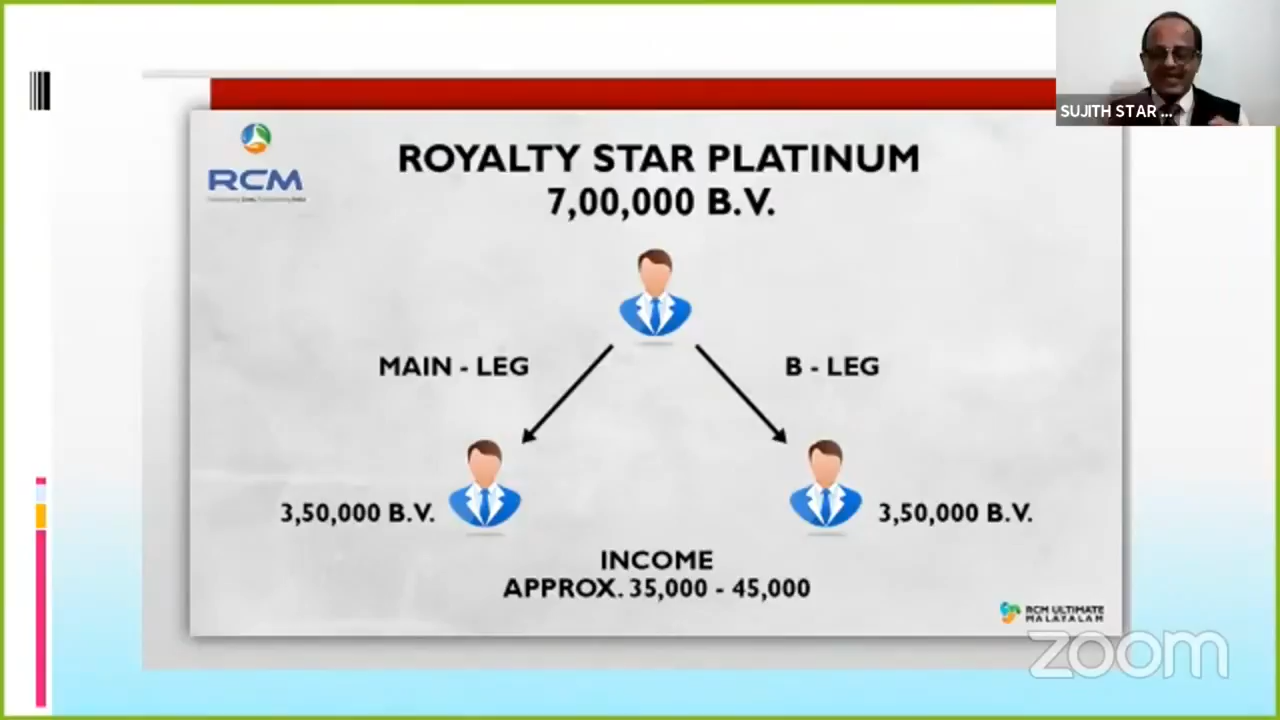 SUJITH STAR ...
RCM
ROYALTY STAR PLATINUM
7,00,000 B.V.
MAIN - LEG
B - LEG
3,50,000 B.V.
3,50,000 B.V.
INCOME
APPROX. 35,000 - 45,000
RCM ULTIMATE
MALAYALAM
zoom